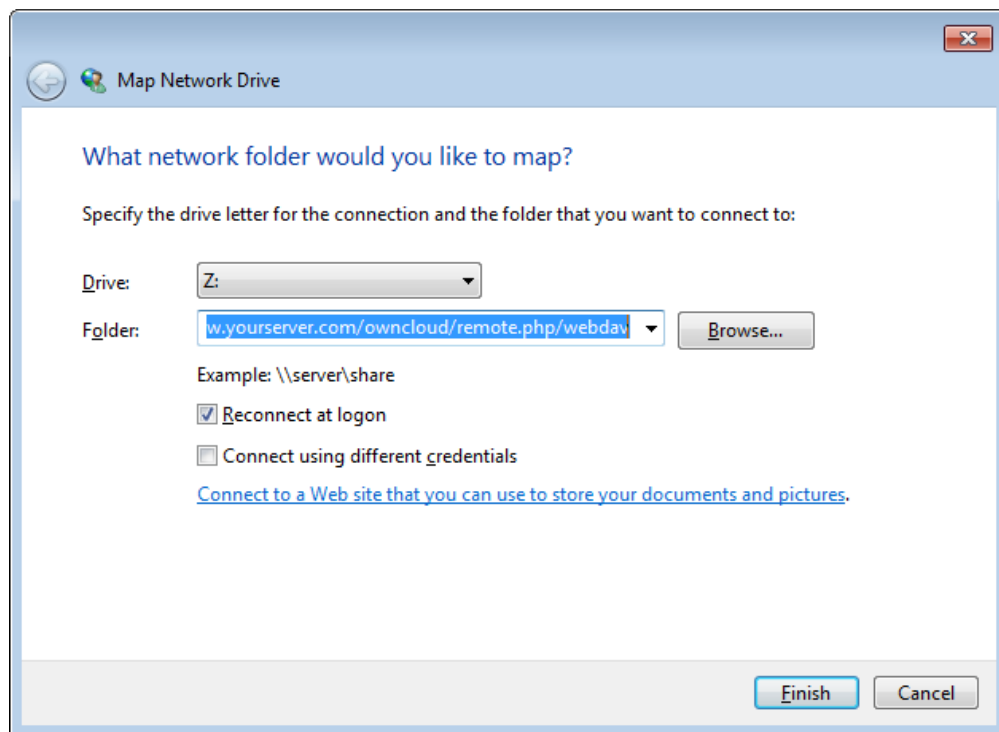 Map Network Drive
What network folder would you like to map?
Specify the drive letter for the connection and the folder that you want to connect to:
Drive: Z:
Folder: w.yourserver.com/owncloud/remote.php/webdav Browse...
Example: \\server\share
Reconnect at logon
Connect using different credentials
Connect to a Web site that you can use to store your documents and pictures.
Finish Cancel